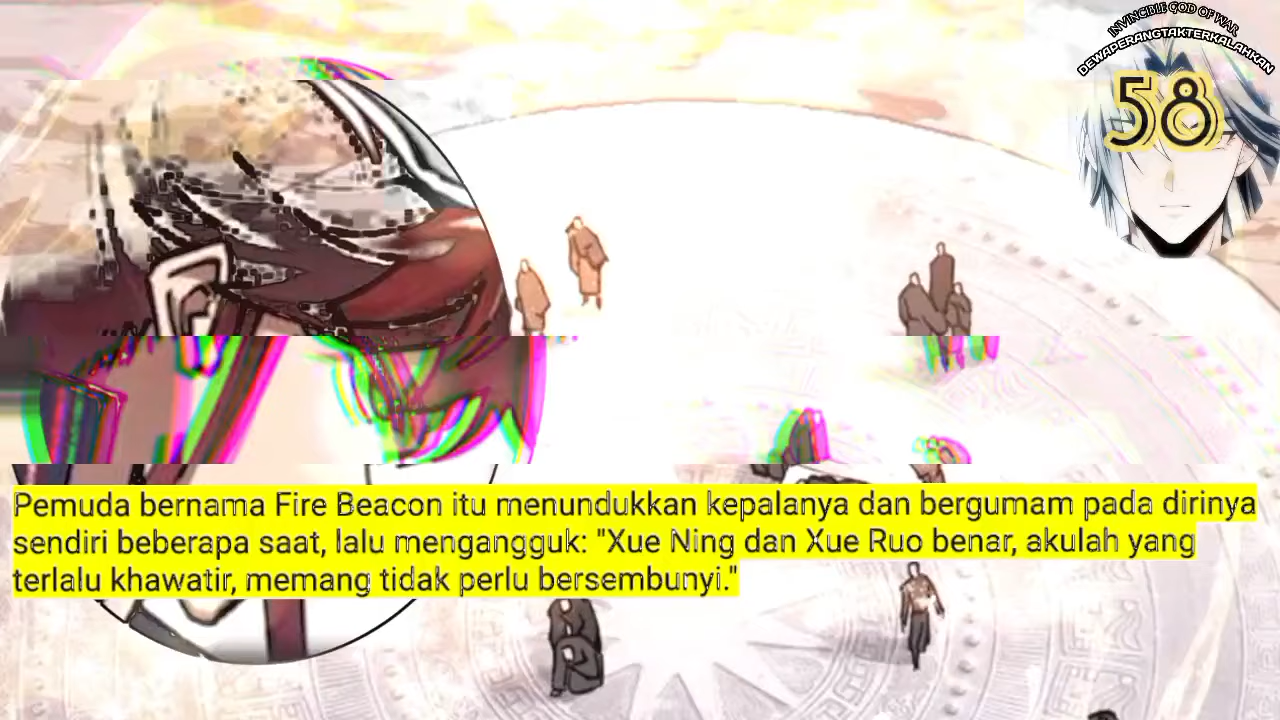 INVINCIBLE GOD OF WAR
DEWAPERANGTAKTERKALAHKAN
58
Pemuda bernama Fire Beacon itu menundukkan kepalanya dan bergumam pada dirinya
sendiri beberapa saat, lalu mengangguk: "Xue Ning dan Xue Ruo benar, akulah yang
terlalu khawatir, memang tidak perlu bersembunyi."